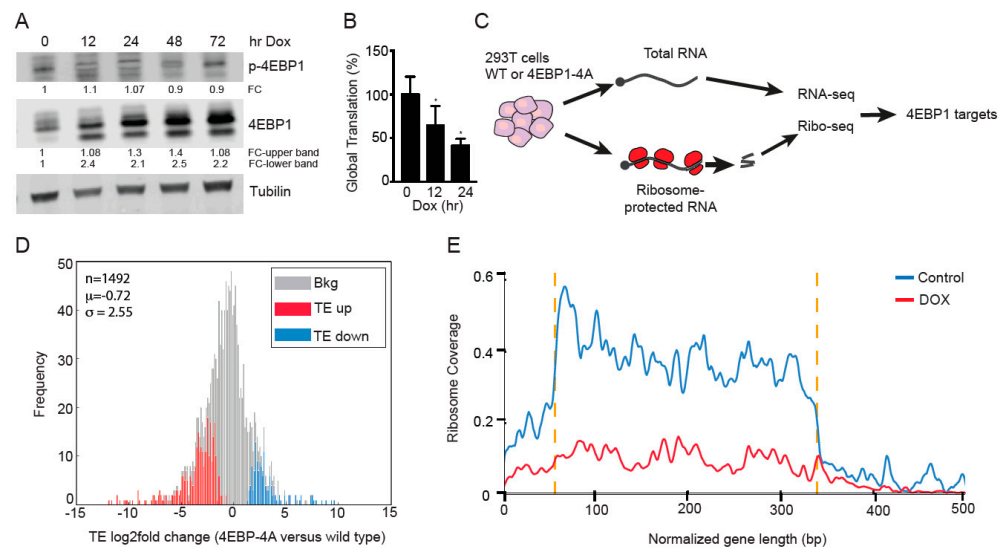 A
0 12 24 48 72 hr Dox
p-4EBP1
1 1.1 1.07 0.9 0.9 FC
4EBP1
1 1.08 1.3 1.4 1.08 FC-upper band
1 2.4 2.1 2.5 2.2 FC-lower band
Tubilin
B
Global Translation (%)
150
100
50
0
* *
0 12 24
Dox (hr)
C
293T cells
WT or 4EBP1-4A
Total RNA
Ribosome-
protected RNA
RNA-seq
Ribo-seq
4EBP1 targets
D
n=1492
μ=-0.72
σ = 2.55
Bkg
TE up
TE down
Frequency
50
40
30
20
10
0
-15 -10 -5 0 5 10 15
TE log2fold change (4EBP-4A versus wild type)
E
Control
DOX
Ribosome Coverage
0.6
0.4
0.2
0
0 100 200 300 400 500
Normalized gene length (bp)